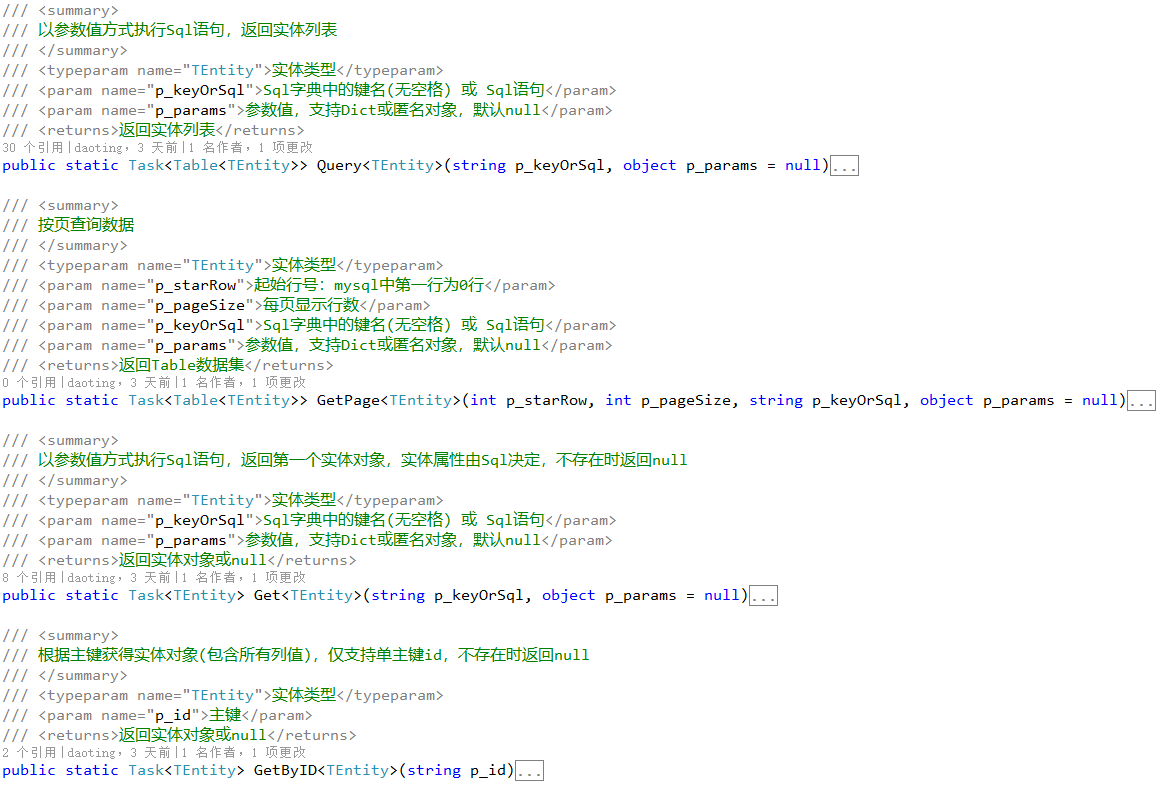 /// <summary>
/// 以参数值方式执行Sql语句，返回实体列表
/// </summary>
/// <typeparam name="TEntity">实体类型</typeparam>
/// <param name="p_keyOrSql">Sql字典中的键名(无空格) 或 Sql语句</param>
/// <param name="p_params">参数值，支持Dict或匿名对象，默认null</param>
/// <returns>返回实体列表</returns>
30 个引用|daoting，3 天前|1 名作者，1 项更改
public static Task<Table<TEntity>> Query<TEntity>(string p_keyOrSql, object p_params = null)...
/// <summary>
/// 按页查询数据
/// </summary>
/// <typeparam name="TEntity">实体类型</typeparam>
/// <param name="p_starRow">起始行号：mysql中第一行为0行</param>
/// <param name="p_pageSize">每页显示行数</param>
/// <param name="p_keyOrSql">Sql字典中的键名(无空格) 或 Sql语句</param>
/// <param name="p_params">参数值，支持Dict或匿名对象，默认null</param>
/// <returns>返回Table数据集</returns>
0 个引用|daoting，3 天前|1 名作者，1 项更改
public static Task<Table<TEntity>> GetPage<TEntity>(int p_starRow, int p_pageSize, string p_keyOrSql, object p_params = null)...
/// <summary>
/// 以参数值方式执行Sql语句，返回第一个实体对象，实体属性由Sql决定，不存在时返回null
/// </summary>
/// <typeparam name="TEntity">实体类型</typeparam>
/// <param name="p_keyOrSql">Sql字典中的键名(无空格) 或 Sql语句</param>
/// <param name="p_params">参数值，支持Dict或匿名对象，默认null</param>
/// <returns>返回实体对象或null</returns>
8 个引用|daoting，3 天前|1 名作者，1 项更改
public static Task<TEntity> Get<TEntity>(string p_keyOrSql, object p_params = null)...
/// <summary>
/// 根据主键获得实体对象(包含所有列值)，仅支持单主键id，不存在时返回null
/// </summary>
/// <typeparam name="TEntity">实体类型</typeparam>
/// <param name="p_id">主键</param>
/// <returns>返回实体对象或null</returns>
2 个引用|daoting，3 天前|1 名作者，1 项更改
public static Task<TEntity> GetByID<TEntity>(string p_id)...